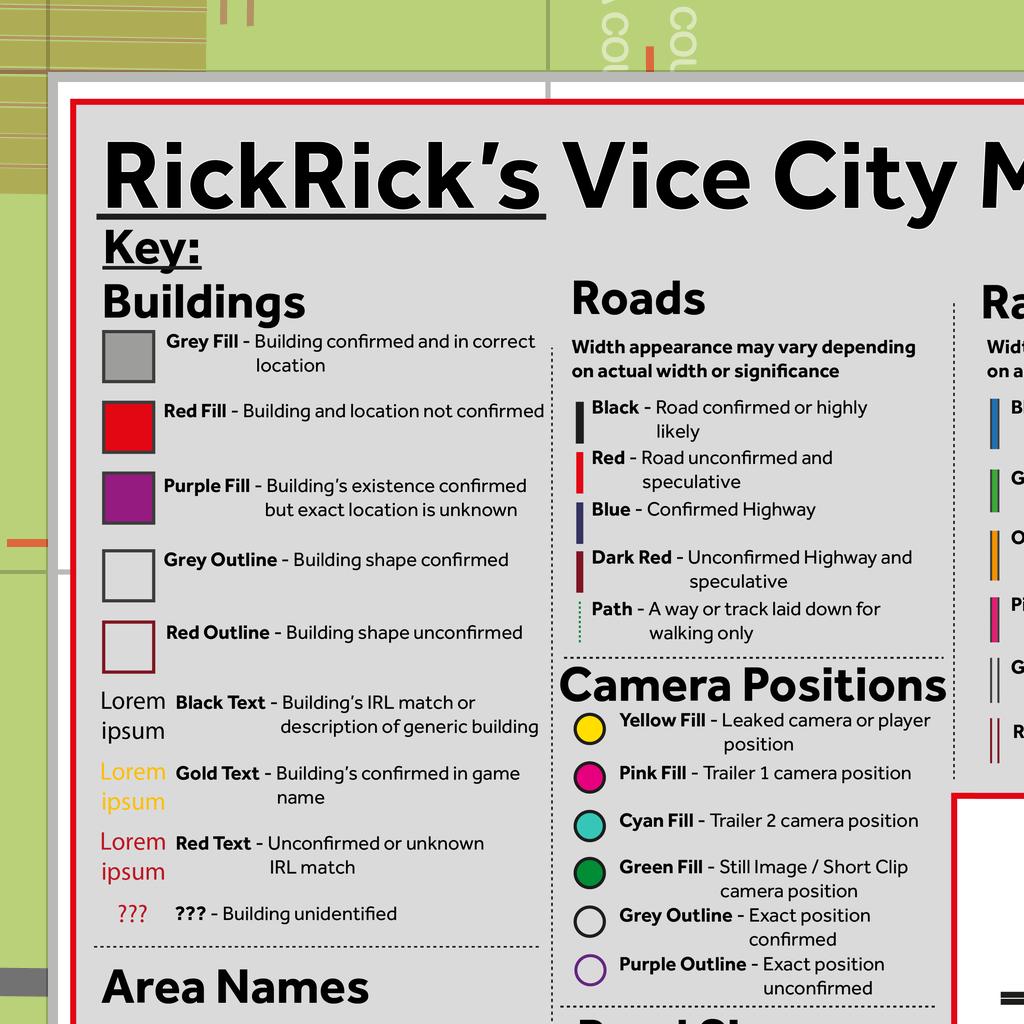 RickRick's Vice City M
Key:
Buildings
Grey Fill - Building confirmed and in correct
location
Red Fill - Building and location not confirmed
Purple Fill - Building's existence confirmed
but exact location is unknown
Grey Outline - Building shape confirmed
Red Outline - Building shape unconfirmed
Lorem
ipsum
Black Text - Building's IRL match or
description of generic building
Lorem
ipsum
Gold Text - Building's confirmed in game
name
Lorem
ipsum
Red Text - Unconfirmed or unknown
IRL match
??? ??? - Building unidentified
Area Names
Roads
Width appearance may vary depending
on actual width or significance
Black - Road confirmed or highly
likely
Red - Road unconfirmed and
speculative
Blue - Confirmed Highway
Dark Red - Unconfirmed Highway and
speculative
Path - A way or track laid down for
walking only
Camera Positions
Yellow Fill - Leaked camera or player
position
Pink Fill - Trailer 1 camera position
Cyan Fill - Trailer 2 camera position
Green Fill - Still Image / Short Clip
camera position
Grey Outline - Exact position
confirmed
Purple Outline - Exact position
unconfirmed
Ra
on a